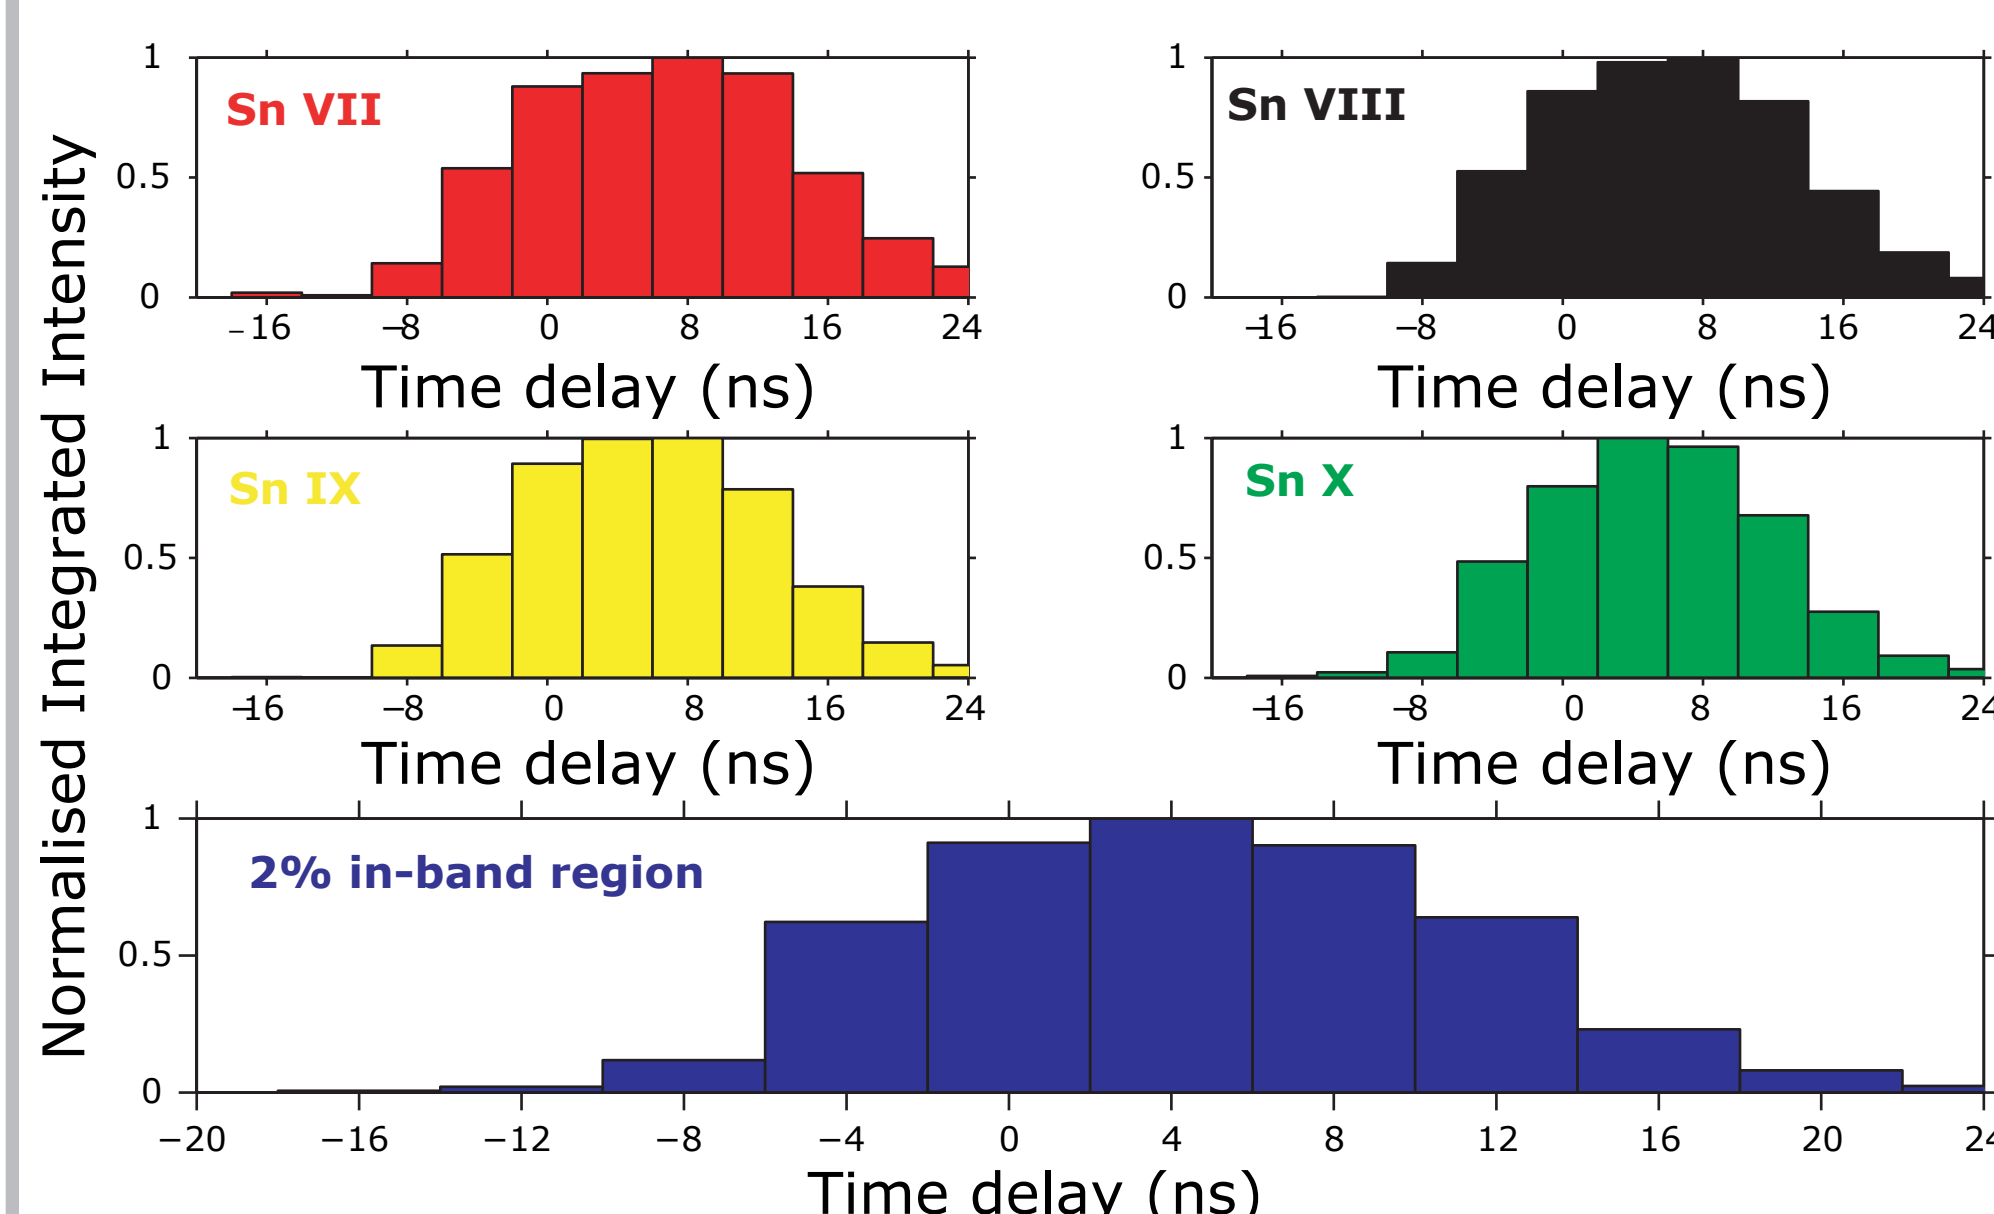 Normalised Integrated Intensity
Sn VII
1
0.5
0
−16 −8 0 8 16 24
Time delay (ns)
Sn VIII
1
0.5
0
−16 −8 0 8 16 24
Time delay (ns)
Sn IX
1
0.5
0
−16 −8 0 8 16 24
Time delay (ns)
Sn X
1
0.5
0
−16 −8 0 8 16 24
Time delay (ns)
2% in-band region
1
0.5
0
−20 −16 −12 −8 −4 0 4 8 12 16 20 24
Time delay (ns)